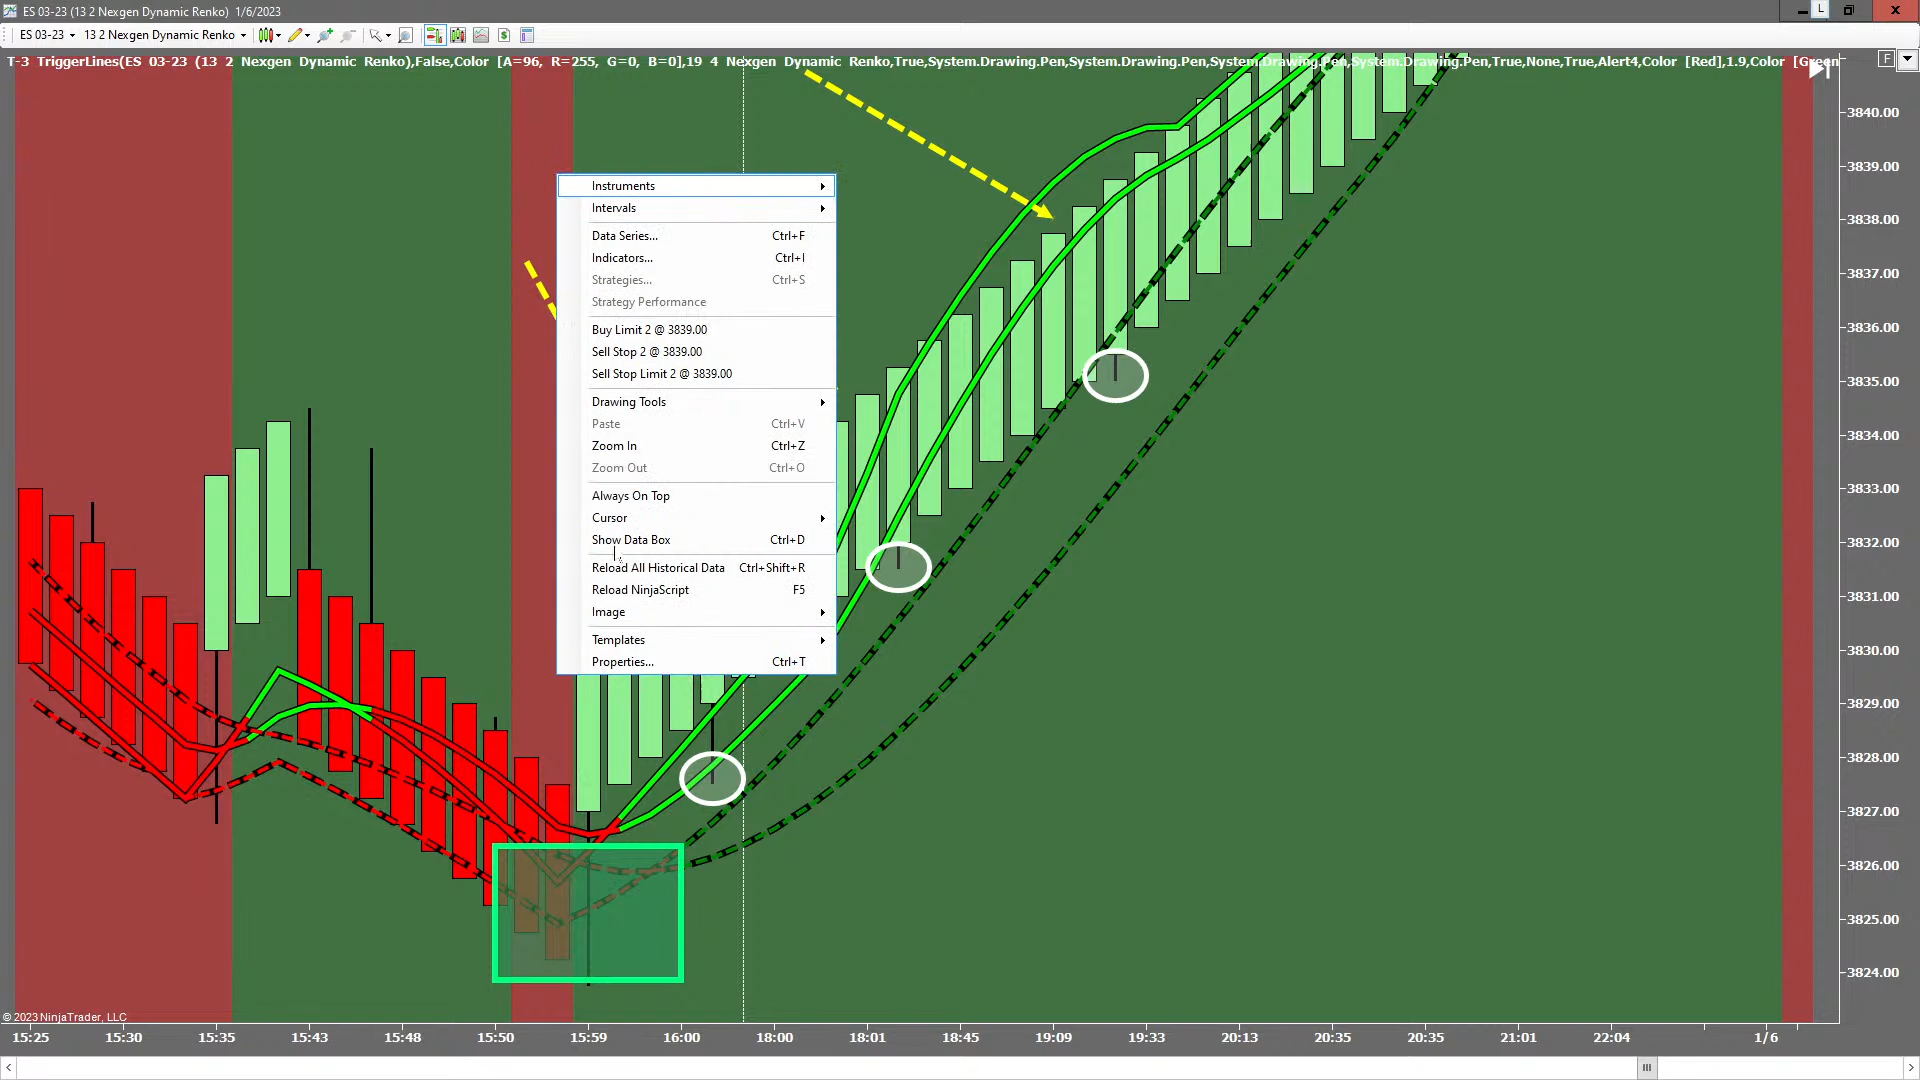 ES 03-23 (13 2 Nexgen Dynamic Renko) 1/6/2023
L
ES 03-23 13 2 Nexgen Dynamic Renko
T-3 TriggerLines(ES 03-23 (13 2 Nexgen Dynamic Renko),False,Color [A=96, R=255, G=0, B=0],19 4 Nexgen Dynamic Renko,True,System.Drawing.Pen,System.Drawing.Pen,System.Drawing.Pen,System.Drawing.Pen,True,None,True,Alert4,Color [Red],1.9,Color [Green
F
Instruments
Intervals
Data Series... Ctrl+F
Indicators... Ctrl+I
Strategies... Ctrl+S
Strategy Performance
Buy Limit 2 @ 3839.00
Sell Stop 2 @ 3839.00
Sell Stop Limit 2 @ 3839.00
Drawing Tools
Paste Ctrl+V
Zoom In Ctrl+Z
Zoom Out Ctrl+O
Always On Top
Cursor
Show Data Box Ctrl+D
Reload All Historical Data Ctrl+Shift+R
Reload NinjaScript F5
Image
Templates
Properties... Ctrl+T
3840.00
3839.00
3838.00
3837.00
3836.00
3835.00
3834.00
3833.00
3832.00
3831.00
3830.00
3829.00
3828.00
3827.00
3826.00
3825.00
3824.00
© 2023 NinjaTrader, LLC
15:25 15:30 15:35 15:43 15:48 15:50 15:59 16:00 18:00 18:01 18:45 19:09 19:33 20:13 20:35 20:35 21:01 22:04 1/6